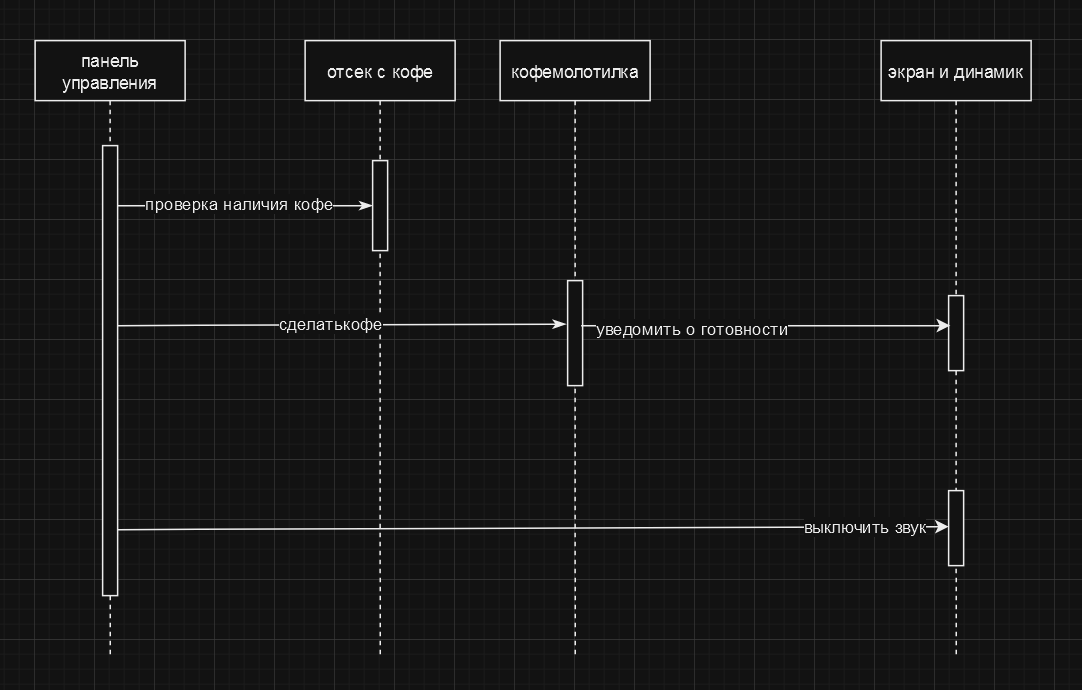 панель
управления
отсек с кофе
кофемолотилка
экран и динамик
проверка наличия кофе
сделатькофе
уведомить о готовности
выключить звук